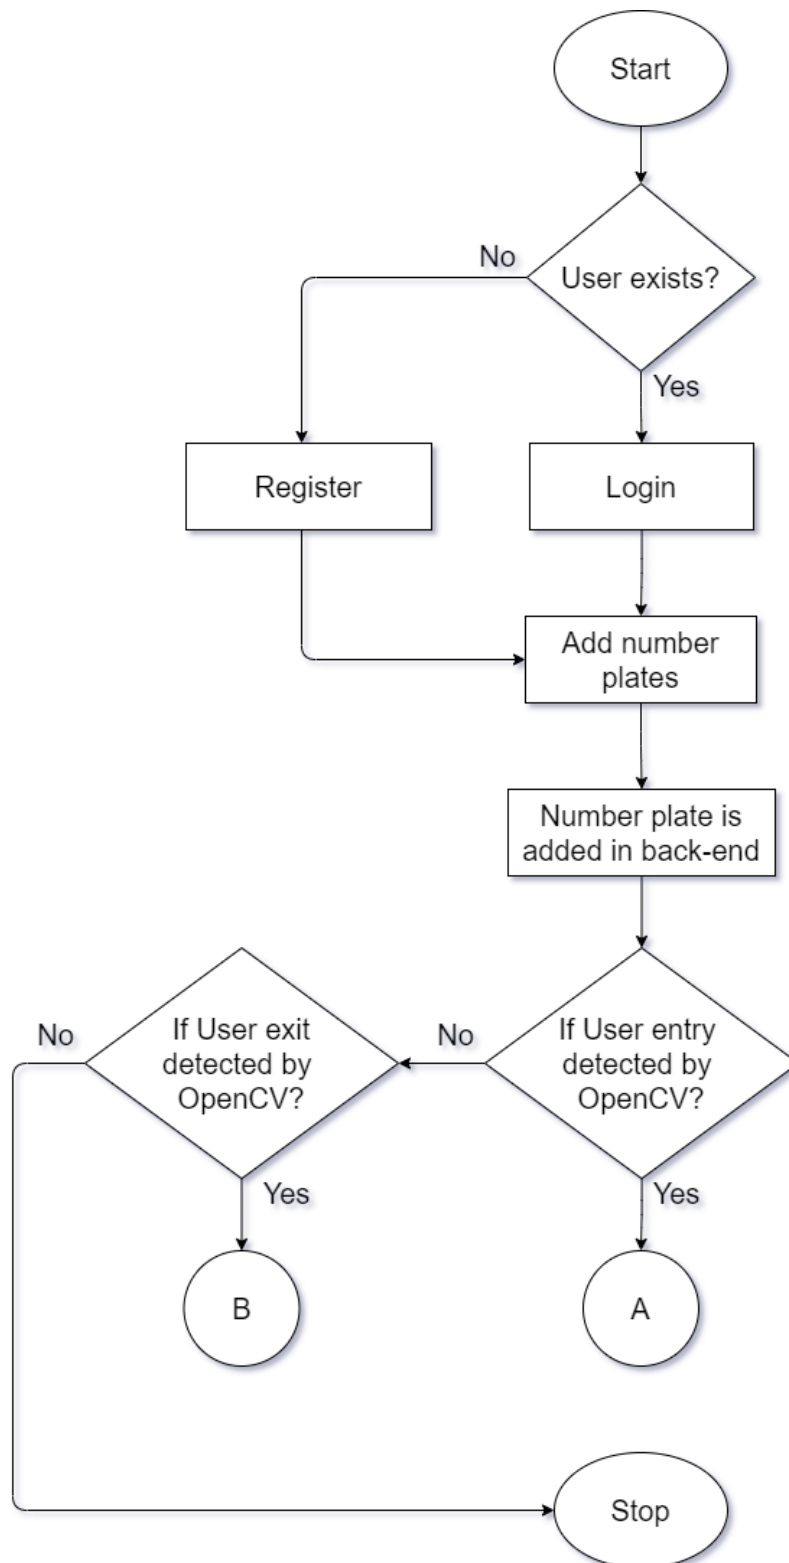 Start
No
User exists?
Yes
Register
Login
Add number
plates
Number plate is
added in back-end
No
If User exit
detected by
OpenCV?
No
If User entry
detected by
OpenCV?
Yes
Yes
B
A
Stop